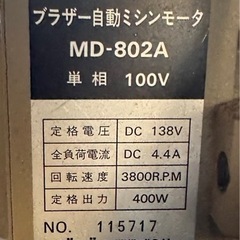 ブラザー自動ミシンモータ
MD-802A
単相 100V
定格電圧 DC 138V
全負荷電流 DC 4.4A
回転速度 3800R.P.M
定格出力 400W
NO. 115717